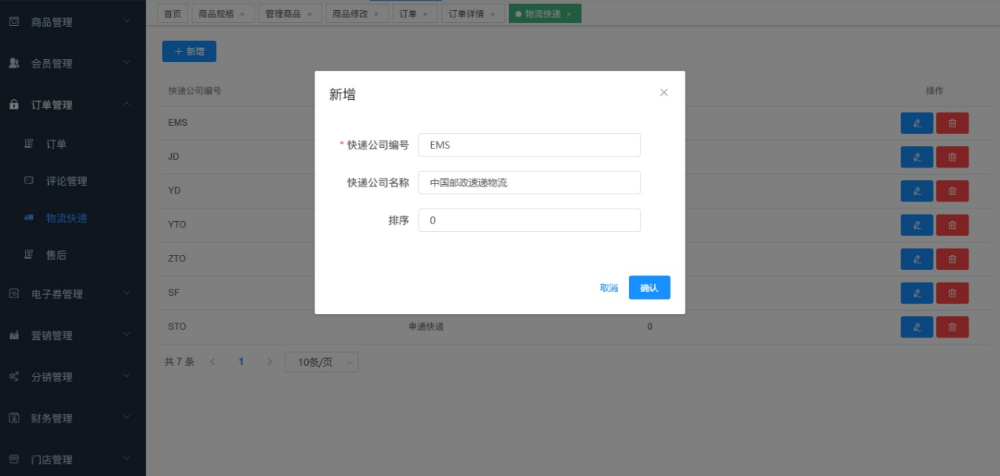 商品管理
会员管理
订单管理
订单
评论管理
物流快递
售后
电子券管理
营销管理
分销管理
财务管理
门店管理
首页 商品规格 × 管理商品 × 商品修改 × 订单 × 订单详情 × 物流快递 ×
+ 新增
快递公司编号 操作
EMS
JD
YD
YTO
ZTO
SF
STO 申通快递 0
共 7 条 < 1 > 10条/页
新增
* 快递公司编号 EMS
快递公司名称 中国邮政速递物流
排序 0
取消 确认